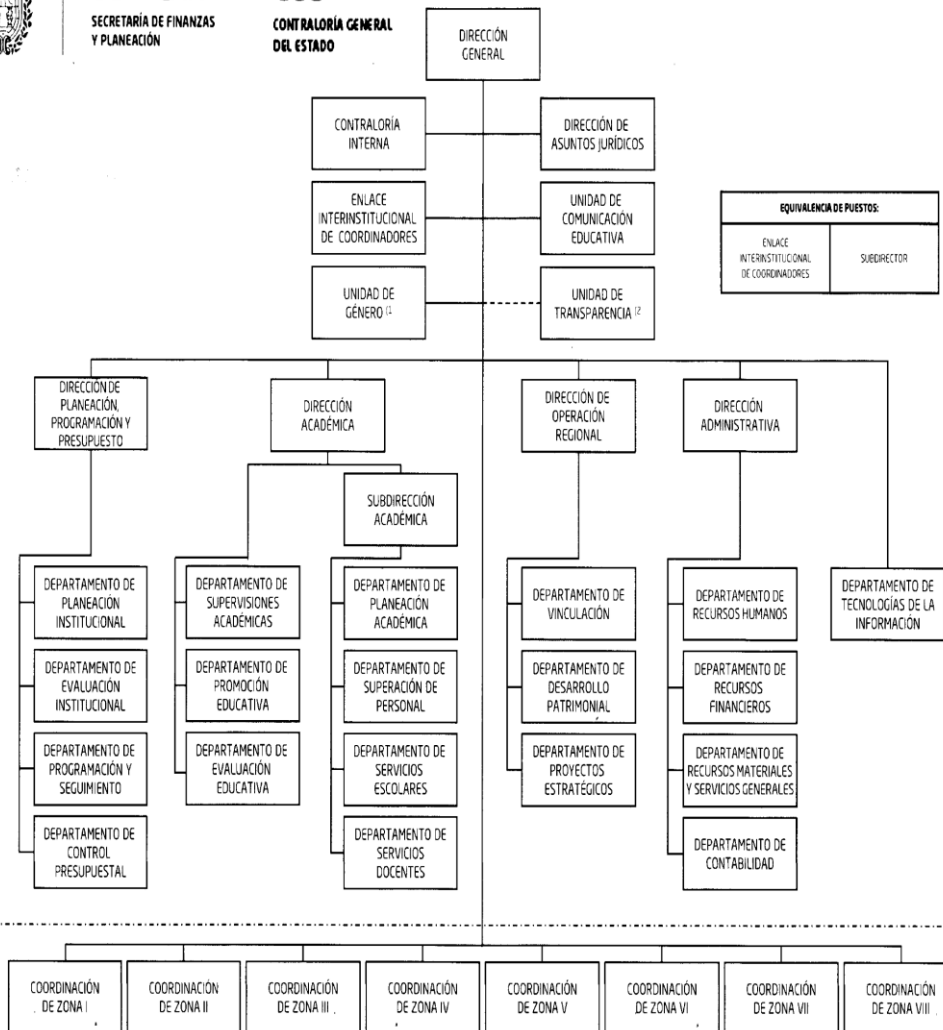 SECRETARÍA DE FINANZAS
Y PLANEACIÓN
CONTRALORÍA GENERAL
DEL ESTADO
DIRECCIÓN
GENERAL
CONTRALORÍA
INTERNA
DIRECCIÓN DE
ASUNTOS JURÍDICOS
ENLACE
INTERINSTITUCIONAL
DE COORDINADORES
UNIDAD DE
COMUNICACIÓN
EDUCATIVA
EQUIVALENCIA DE PUESTOS:
ENLACE
INTERINSTITUCIONAL
DE COORDINADORES
SUBDIRECTOR
UNIDAD DE
GÉNERO (1
UNIDAD DE
TRANSPARENCIA (2
DIRECCIÓN DE
PLANEACIÓN,
PROGRAMACIÓN Y
PRESUPUESTO
DIRECCIÓN
ACADÉMICA
DIRECCIÓN DE
OPERACIÓN
REGIONAL
DIRECCIÓN
ADMINISTRATIVA
SUBDIRECCIÓN
ACADÉMICA
DEPARTAMENTO DE
PLANEACIÓN
INSTITUCIONAL
DEPARTAMENTO DE
SUPERVISIONES
ACADÉMICAS
DEPARTAMENTO DE
PLANEACIÓN
ACADÉMICA
DEPARTAMENTO DE
VINCULACIÓN
DEPARTAMENTO DE
RECURSOS HUMANOS
DEPARTAMENTO DE
TECNOLOGÍAS DE LA
INFORMACIÓN
DEPARTAMENTO DE
EVALUACIÓN
INSTITUCIONAL
DEPARTAMENTO DE
PROMOCIÓN
EDUCATIVA
DEPARTAMENTO DE
SUPERACIÓN DE
PERSONAL
DEPARTAMENTO DE
DESARROLLO
PATRIMONIAL
DEPARTAMENTO DE
RECURSOS
FINANCIEROS
DEPARTAMENTO DE
PROGRAMACIÓN Y
SEGUIMIENTO
DEPARTAMENTO DE
EVALUACIÓN
EDUCATIVA
DEPARTAMENTO DE
SERVICIOS
ESCOLARES
DEPARTAMENTO DE
PROYECTOS
ESTRATÉGICOS
DEPARTAMENTO DE
RECURSOS MATERIALES
Y SERVICIOS GENERALES
DEPARTAMENTO DE
CONTROL
PRESUPUESTAL
DEPARTAMENTO DE
SERVICIOS
DOCENTES
DEPARTAMENTO DE
CONTABILIDAD
COORDINACIÓN
DE ZONA I
COORDINACIÓN
DE ZONA II
COORDINACIÓN
DE ZONA III
COORDINACIÓN
DE ZONA IV
COORDINACIÓN
DE ZONA V
COORDINACIÓN
DE ZONA VI
COORDINACIÓN
DE ZONA VII
COORDINACIÓN
DE ZONA VIII